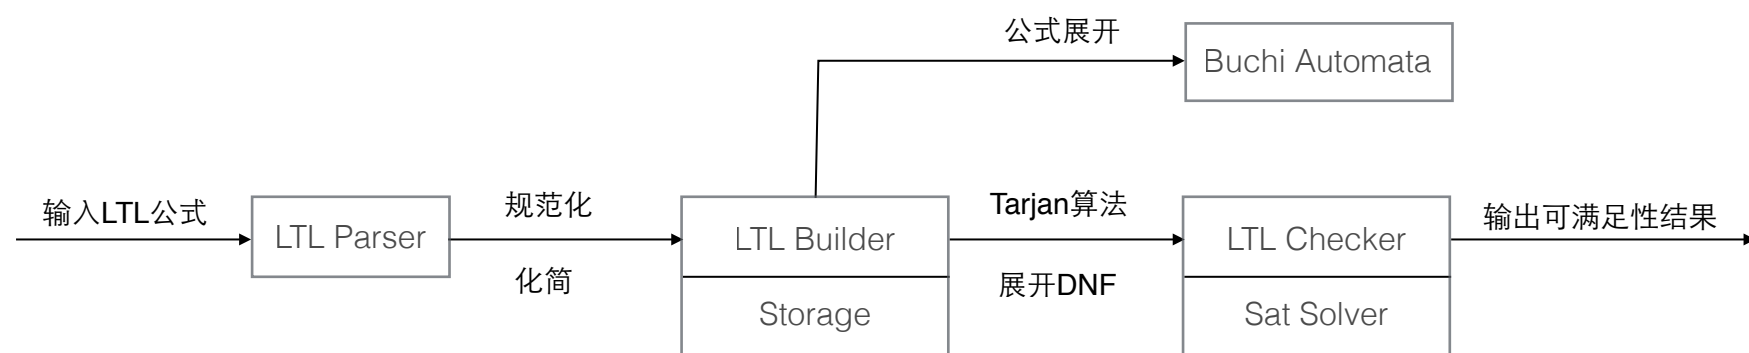 公式展开
Buchi Automata
输入LTL公式
LTL Parser
规范化
化简
LTL Builder
Storage
Tarjan算法
展开DNF
LTL Checker
Sat Solver
输出可满足性结果